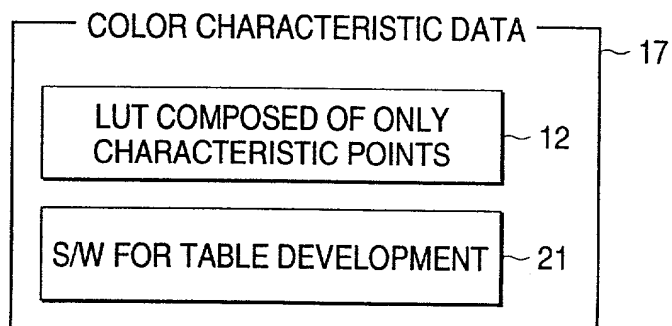 COLOR CHARACTERISTIC DATA
17
LUT COMPOSED OF ONLY
CHARACTERISTIC POINTS
12
S/W FOR TABLE DEVELOPMENT
21